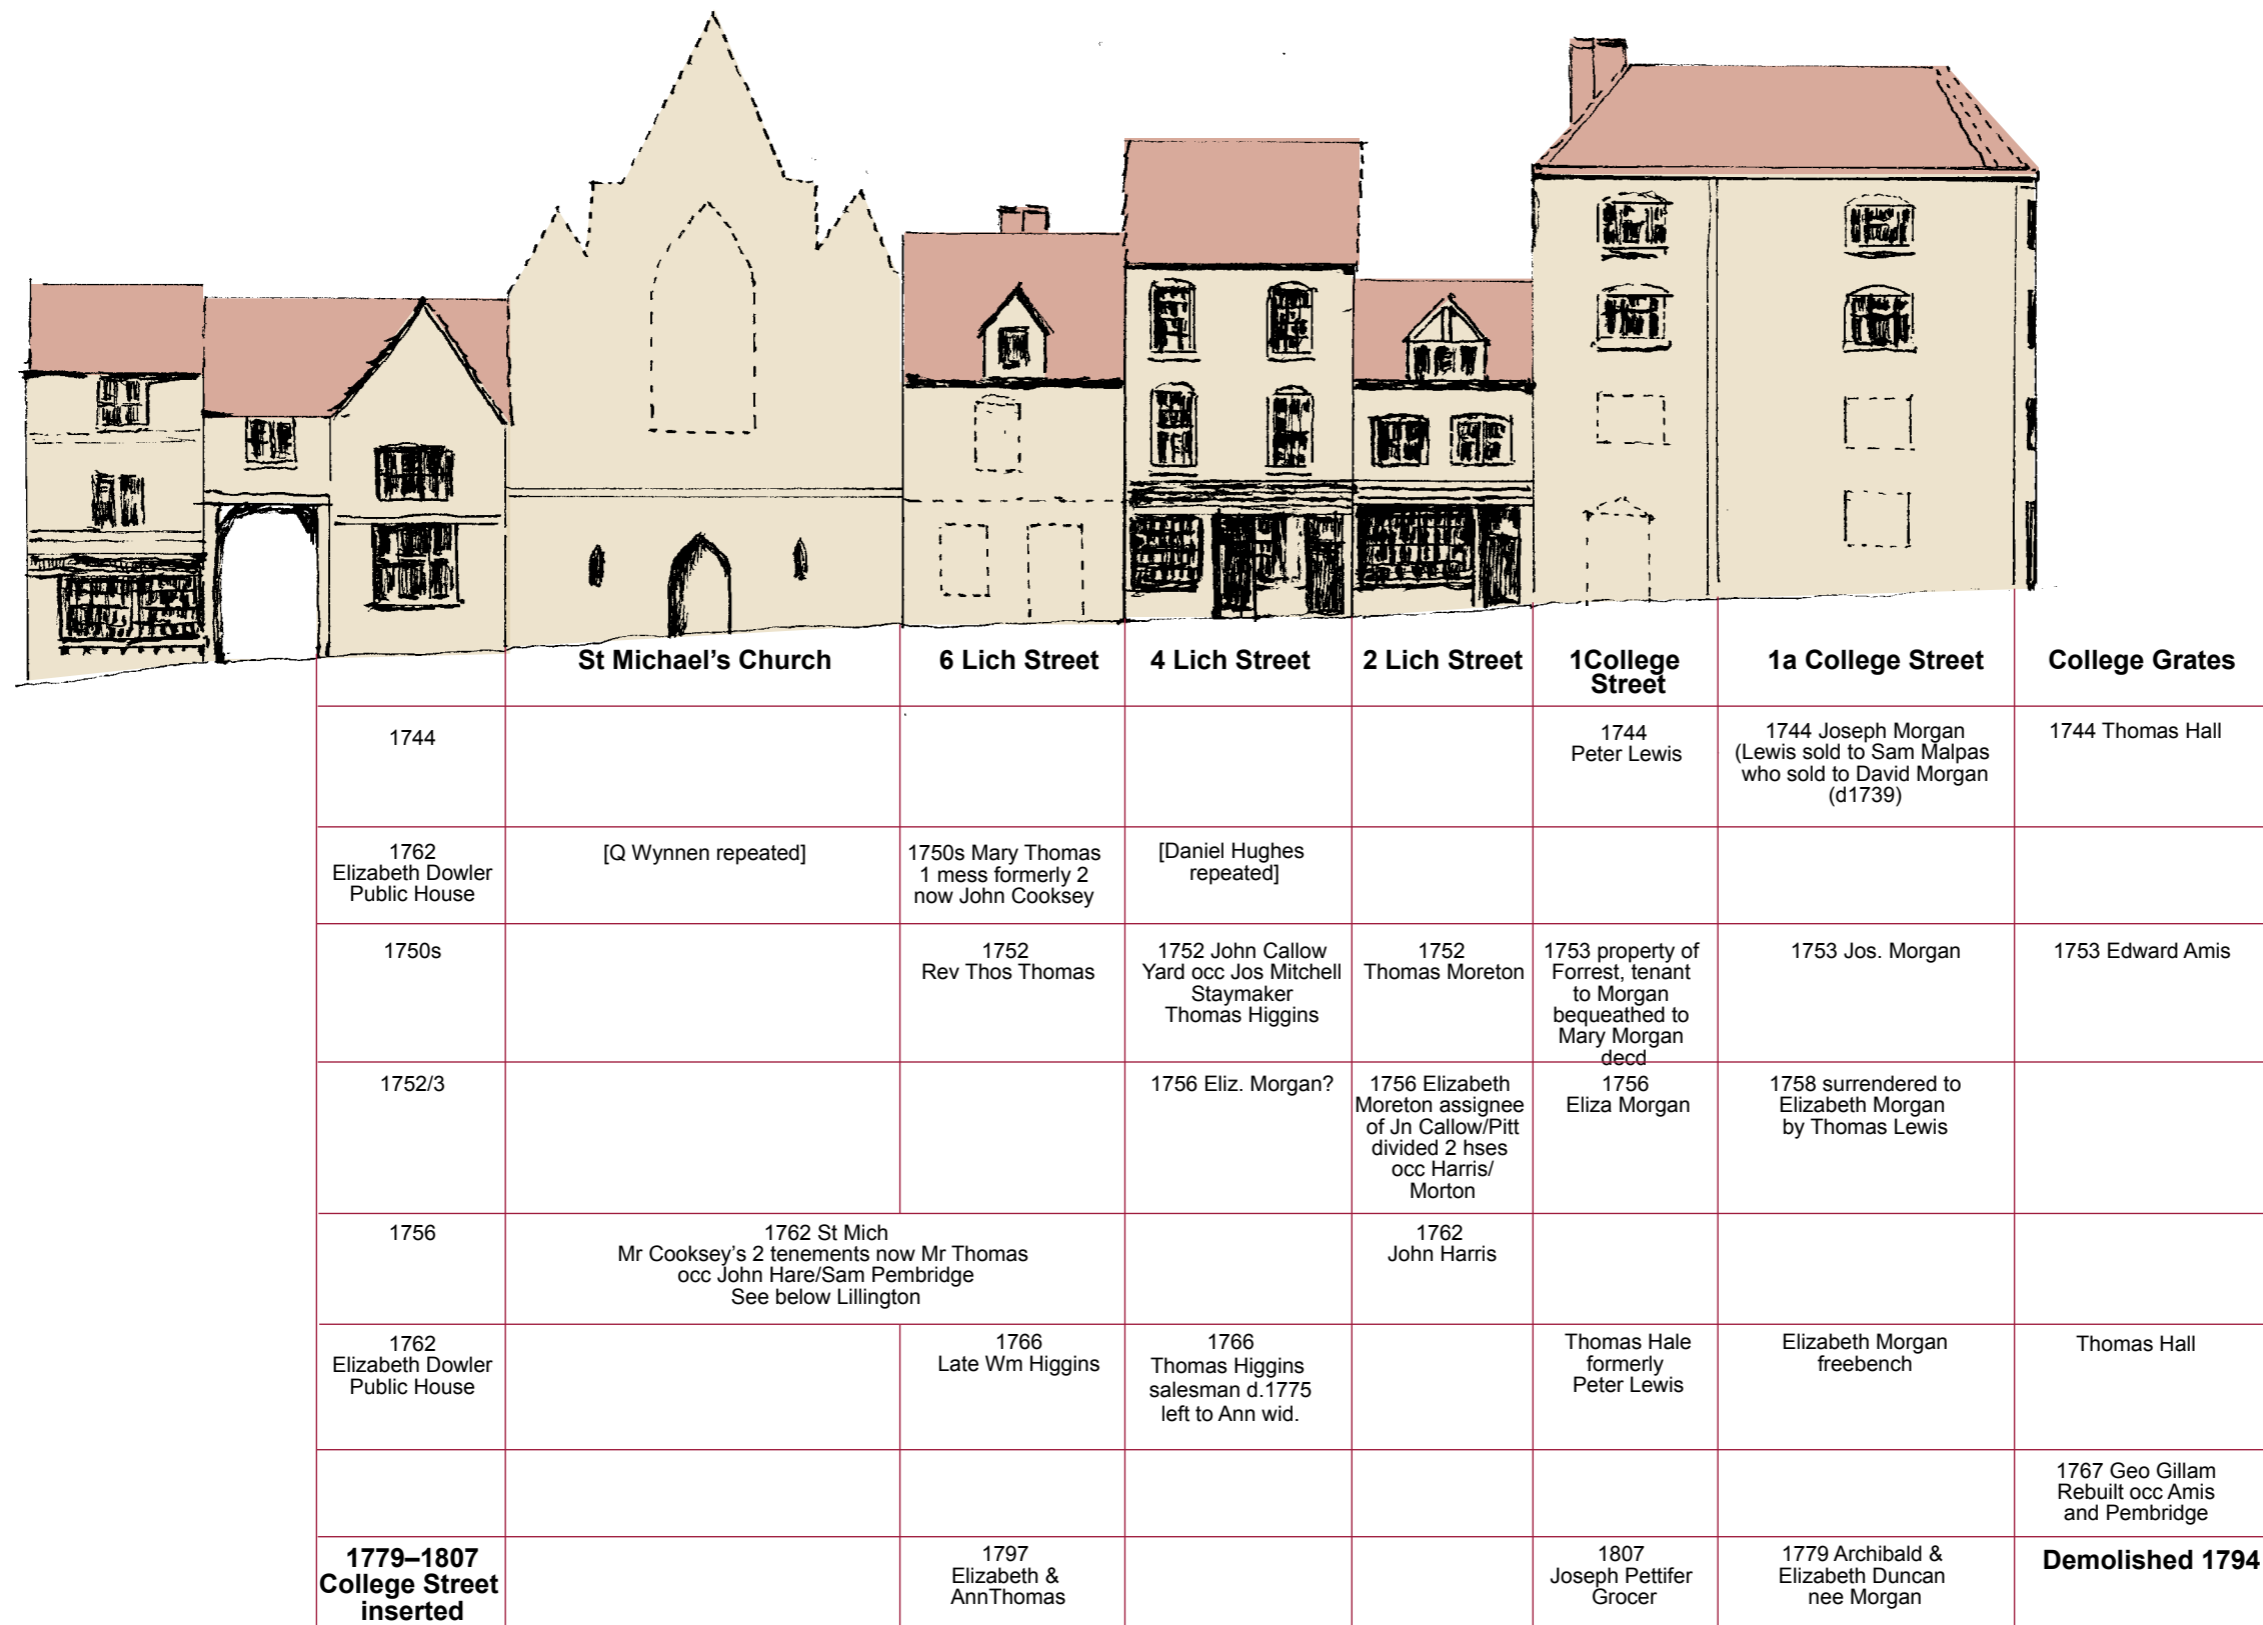 St Michael's Church
6 Lich Street
4 Lich Street
2 Lich Street
1College
Street
1a College Street
College Grates
1744
1744
Peter Lewis
1744 Joseph Morgan
(Lewis sold to Sam Malpas
who sold to David Morgan
(d1739)
1744 Thomas Hall
1762
Elizabeth Dowler
Public House
[Q Wynnen repeated]
1750s Mary Thomas
1 mess formerly 2
now John Cooksey
[Daniel Hughes
repeated]
1750s
1752
Rev Thos Thomas
1752 John Callow
Yard occ Jos Mitchell
Staymaker
Thomas Higgins
1752
Thomas Moreton
1753 property of
Forrest, tenant
to Morgan
bequeathed to
Mary Morgan
decd
1753 Jos. Morgan
1753 Edward Amis
1752/3
1756 Eliz. Morgan?
1756 Elizabeth
Moreton assignee
of Jn Callow/Pitt
divided 2 hses
occ Harris/
Morton
1756
Eliza Morgan
1758 surrendered to
Elizabeth Morgan
by Thomas Lewis
1756
1762 St Mich
Mr Cooksey's 2 tenements now Mr Thomas
occ John Hare/Sam Pembridge
See below Lillington
1762
John Harris
1762
Elizabeth Dowler
Public House
1766
Late Wm Higgins
1766
Thomas Higgins
salesman d.1775
left to Ann wid.
Thomas Hale
formerly
Peter Lewis
Elizabeth Morgan
freebench
Thomas Hall
1767 Geo Gillam
Rebuilt occ Amis
and Pembridge
1779–1807
College Street
inserted
1797
Elizabeth &
AnnThomas
1807
Joseph Pettifer
Grocer
1779 Archibald &
Elizabeth Duncan
nee Morgan
Demolished 1794